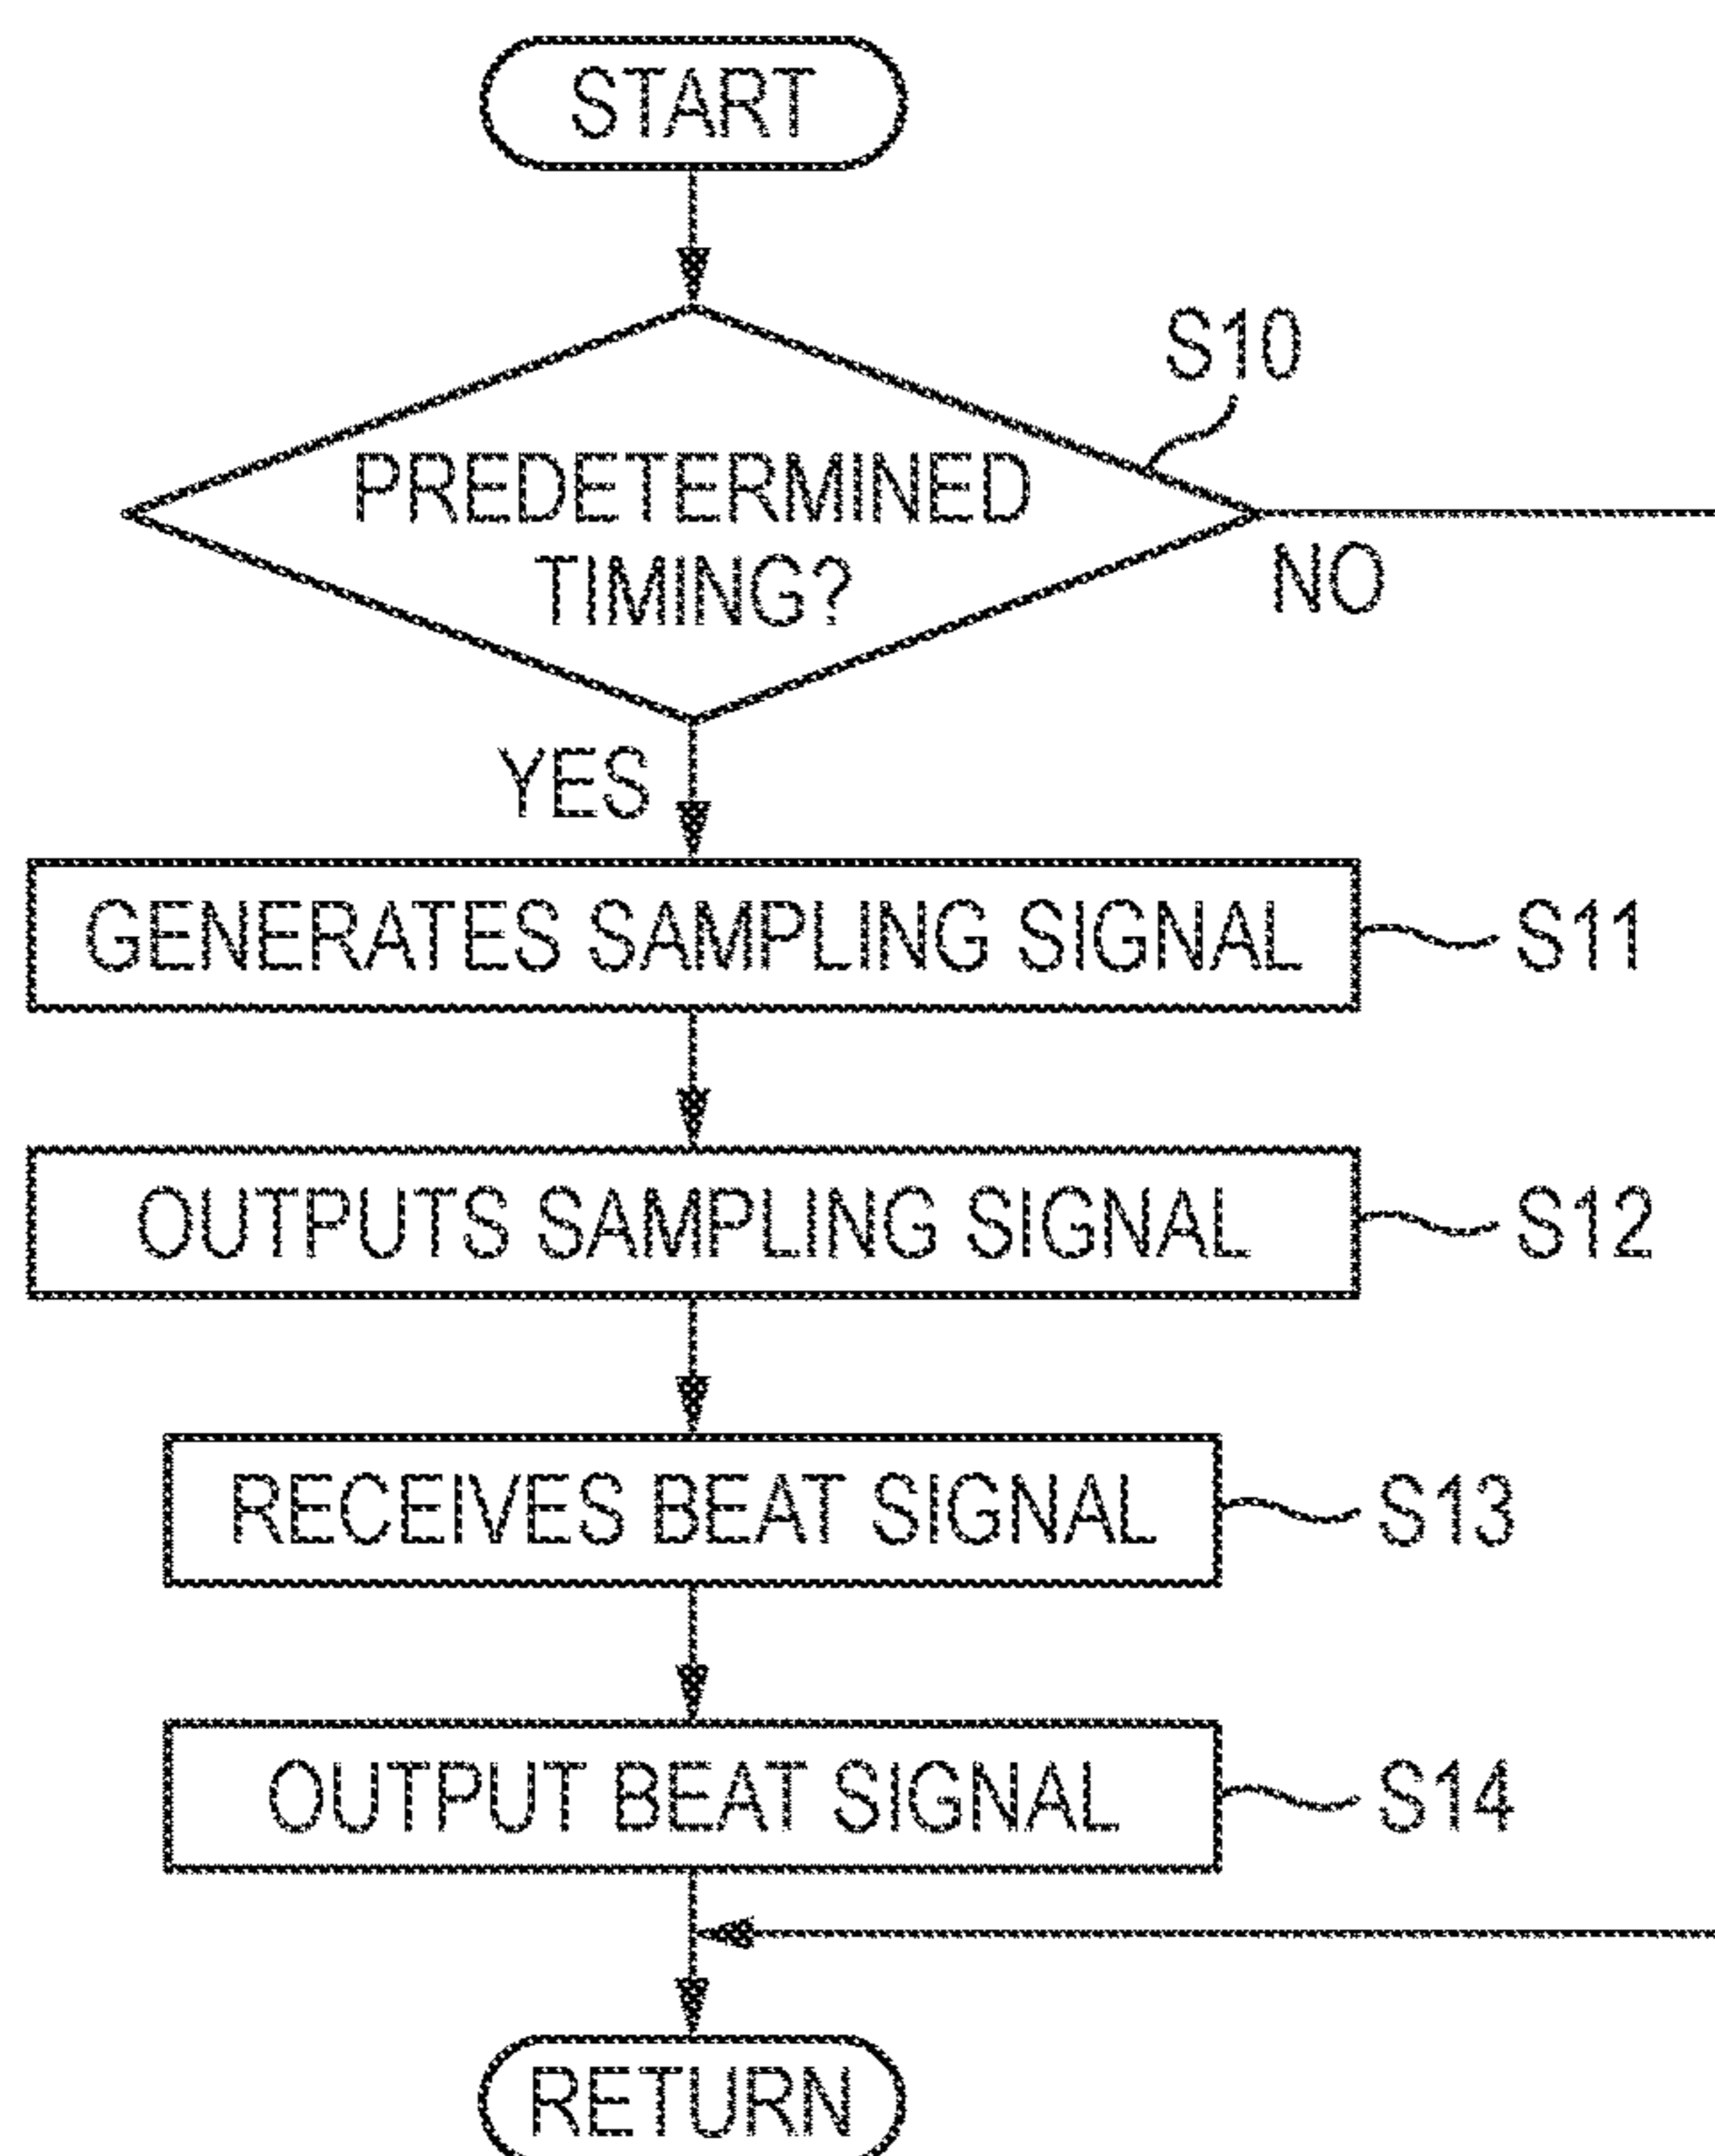 START
S10
PREDETERMINED
TIMING?
NO
YES
GENERATES SAMPLING SIGNAL
S11
OUTPUTS SAMPLING SIGNAL
S12
RECEIVES BEAT SIGNAL
S13
OUTPUT BEAT SIGNAL
S14
RETURN